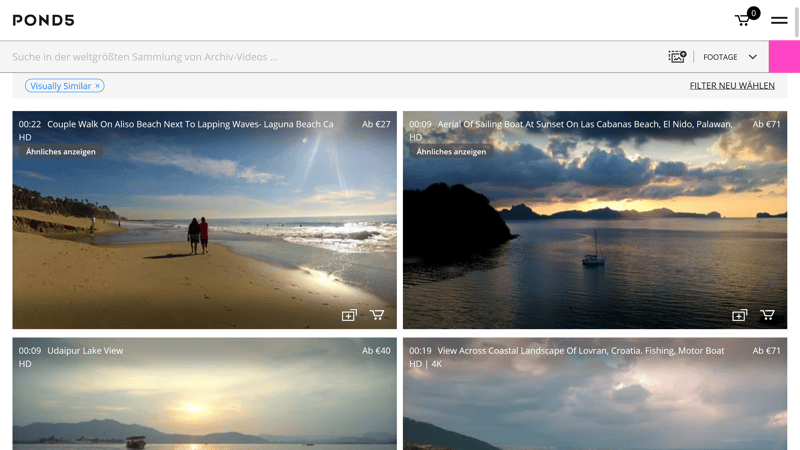 POND5
0
Suche in der weltgrößten Sammlung von Archiv-Videos ...
FOOTAGE
Visually Similar ×
FILTER NEU WÄHLEN
00:22 Couple Walk On Aliso Beach Next To Lapping Waves- Laguna Beach Ca Ab €27
HD
Ähnliches anzeigen
00:09 Aerial Of Sailing Boat At Sunset On Las Cabanas Beach, El Nido, Palawan, Ab €71
HD
Ähnliches anzeigen
00:09 Udaipur Lake View Ab €40
HD
00:19 View Across Coastal Landscape Of Lovran, Croatia. Fishing, Motor Boat Ab €71
HD | 4K